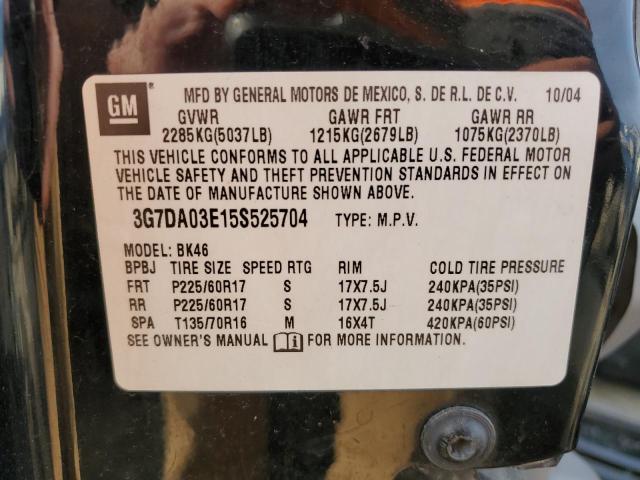 GM
MFD BY GENERAL MOTORS DE MEXICO, S. DE R.L. DE C.V. 10/04
GVWR GAWR FRT GAWR RR
2285KG(5037LB) 1215KG(2679LB) 1075KG(2370LB)
THIS VEHICLE CONFORMS TO ALL APPLICABLE U.S. FEDERAL MOTOR
VEHICLE SAFETY AND THEFT PREVENTION STANDARDS IN EFFECT ON
THE DATE OF MANUFACTURE SHOWN ABOVE.
3G7DA03E15S525704 TYPE: M.P.V.
MODEL: BK46
BPBJ TIRE SIZE SPEED RTG RIM COLD TIRE PRESSURE
FRT P225/60R17 S 17X7.5J 240KPA(35PSI)
RR P225/60R17 S 17X7.5J 240KPA(35PSI)
SPA T135/70R16 M 16X4T 420KPA(60PSI)
SEE OWNER'S MANUAL FOR MORE INFORMATION.